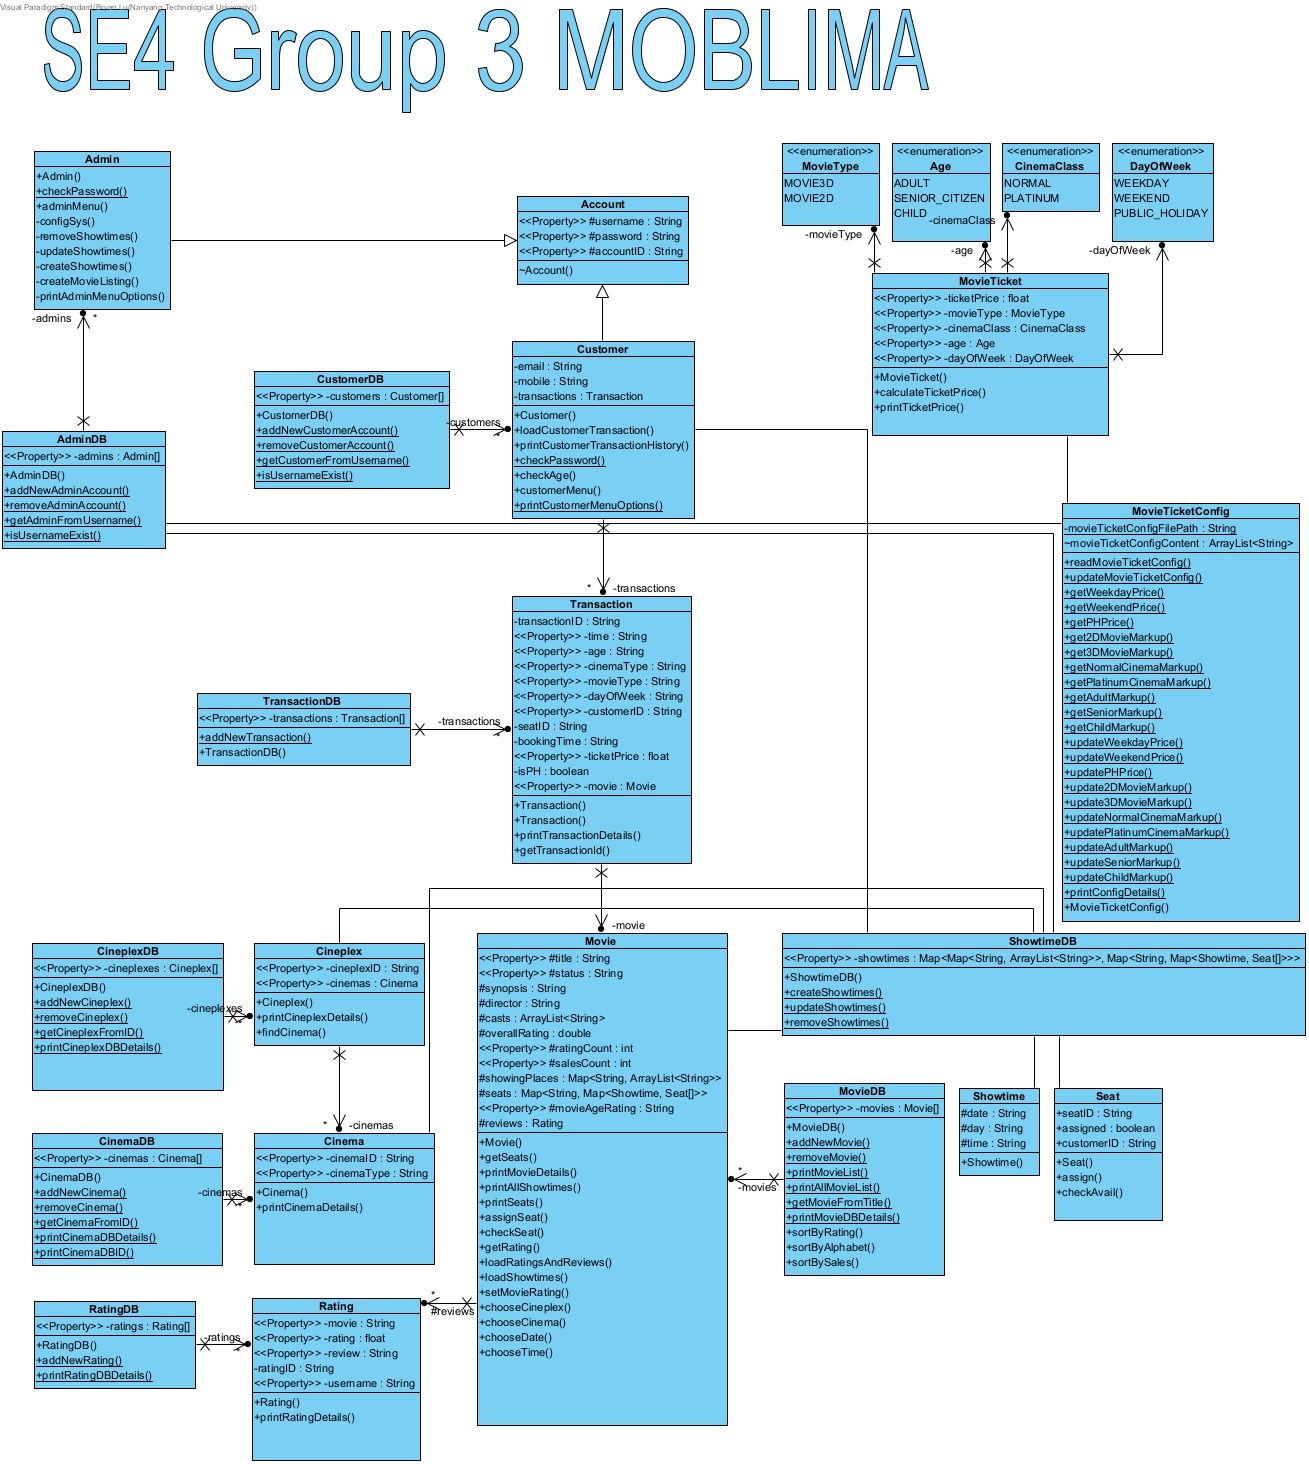 Visual Paradigm Standard(Bryan Lu(Nanyang Technological University))
SE4 Group 3 MOBLIMA
Admin
+Admin()
+checkPassword()
+adminMenu()
-configSys()
-removeShowtimes()
-updateShowtimes()
-createShowtimes()
-createMovieListing()
-printAdminMenuOptions()
-admins
*
Account
<<Property>> #username : String
<<Property>> #password : String
<<Property>> #accountID : String
~Account()
<<enumeration>>
MovieType
MOVIE3D
MOVIE2D
-movieType
<<enumeration>>
Age
ADULT
SENIOR_CITIZEN
CHILD
-age
<<enumeration>>
CinemaClass
NORMAL
PLATINUM
-cinemaClass
<<enumeration>>
DayOfWeek
WEEKDAY
WEEKEND
PUBLIC_HOLIDAY
-dayOfWeek
MovieTicket
<<Property>> -ticketPrice : float
<<Property>> -movieType : MovieType
<<Property>> -cinemaClass : CinemaClass
<<Property>> -age : Age
<<Property>> -dayOfWeek : DayOfWeek
+MovieTicket()
+calculateTicketPrice()
+printTicketPrice()
CustomerDB
<<Property>> -customers : Customer[]
+CustomerDB()
+addNewCustomerAccount()
+removeCustomerAccount()
+getCustomerFromUsername()
+isUsernameExist()
-customers
*
Customer
-email : String
-mobile : String
-transactions : Transaction
+Customer()
+loadCustomerTransaction()
+printCustomerTransactionHistory()
+checkPassword()
+checkAge()
+customerMenu()
+printCustomerMenuOptions()
AdminDB
<<Property>> -admins : Admin[]
+AdminDB()
+addNewAdminAccount()
+removeAdminAccount()
+getAdminFromUsername()
+isUsernameExist()
MovieTicketConfig
-movieTicketConfigFilePath : String
~movieTicketConfigContent : ArrayList<String>
+readMovieTicketConfig()
+updateMovieTicketConfig()
+getWeekdayPrice()
+getWeekendPrice()
+getPHPrice()
+get2DMovieMarkup()
+get3DMovieMarkup()
+getNormalCinemaMarkup()
+getPlatinumCinemaMarkup()
+getAdultMarkup()
+getSeniorMarkup()
+getChildMarkup()
+updateWeekdayPrice()
+updateWeekendPrice()
+updatePHPrice()
+update2DMovieMarkup()
+update3DMovieMarkup()
+updateNormalCinemaMarkup()
+updatePlatinumCinemaMarkup()
+updateAdultMarkup()
+updateSeniorMarkup()
+updateChildMarkup()
+printConfigDetails()
+MovieTicketConfig()
* -transactions
Transaction
-transactionID : String
<<Property>> -time : String
<<Property>> -age : String
<<Property>> -cinemaType : String
<<Property>> -movieType : String
<<Property>> -dayOfWeek : String
<<Property>> -customerID : String
-seatID : String
-bookingTime : String
<<Property>> -ticketPrice : float
-isPH : boolean
<<Property>> -movie : Movie
+Transaction()
+Transaction()
+printTransactionDetails()
+getTransactionId()
TransactionDB
<<Property>> -transactions : Transaction[]
+addNewTransaction()
+TransactionDB()
-transactions
*
-movie
CineplexDB
<<Property>> -cineplexes : Cineplex[]
+CineplexDB()
+addNewCineplex()
+removeCineplex()
+getCineplexFromID()
+printCineplexDBDetails()
-cineplexes
*
Cineplex
<<Property>> -cineplexID : String
<<Property>> -cinemas : Cinema
+Cineplex()
+printCineplexDetails()
+findCinema()
* -cinemas
Movie
<<Property>> #title : String
<<Property>> #status : String
#synopsis : String
#director : String
#casts : ArrayList<String>
#overallRating : double
<<Property>> #ratingCount : int
<<Property>> #salesCount : int
#showingPlaces : Map<String, ArrayList<String>>
#seats : Map<String, Map<Showtime, Seat[]>>
<<Property>> #movieAgeRating : String
#reviews : Rating
+Movie()
+getSeats()
+printMovieDetails()
+printAllShowtimes()
+printSeats()
+assignSeat()
+checkSeat()
+getRating()
+loadRatingsAndReviews()
+loadShowtimes()
+setMovieRating()
+chooseCineplex()
+chooseCinema()
+chooseDate()
+chooseTime()
ShowtimeDB
<<Property>> -showtimes : Map<Map<String, ArrayList<String>>, Map<String, Map<Showtime, Seat[]>>>
+ShowtimeDB()
+createShowtimes()
+updateShowtimes()
+removeShowtimes()
MovieDB
<<Property>> -movies : Movie[]
+MovieDB()
+addNewMovie()
+removeMovie()
+printMovieList()
+printAllMovieList()
+getMovieFromTitle()
+printMovieDBDetails()
+sortByRating()
+sortByAlphabet()
+sortBySales()
*
-movies
Showtime
#date : String
#day : String
#time : String
+Showtime()
Seat
+seatID : String
+assigned : boolean
+customerID : String
+Seat()
+assign()
+checkAvail()
CinemaDB
<<Property>> -cinemas : Cinema[]
+CinemaDB()
+addNewCinema()
+removeCinema()
+getCinemaFromID()
+printCinemaDBDetails()
+printCinemaDBID()
-cinemas
*
Cinema
<<Property>> -cinemaID : String
<<Property>> -cinemaType : String
+Cinema()
+printCinemaDetails()
RatingDB
<<Property>> -ratings : Rating[]
+RatingDB()
+addNewRating()
+printRatingDBDetails()
-ratings
*
Rating
<<Property>> -movie : String
<<Property>> -rating : float
<<Property>> -review : String
-ratingID : String
<<Property>> -username : String
+Rating()
+printRatingDetails()
*
#reviews